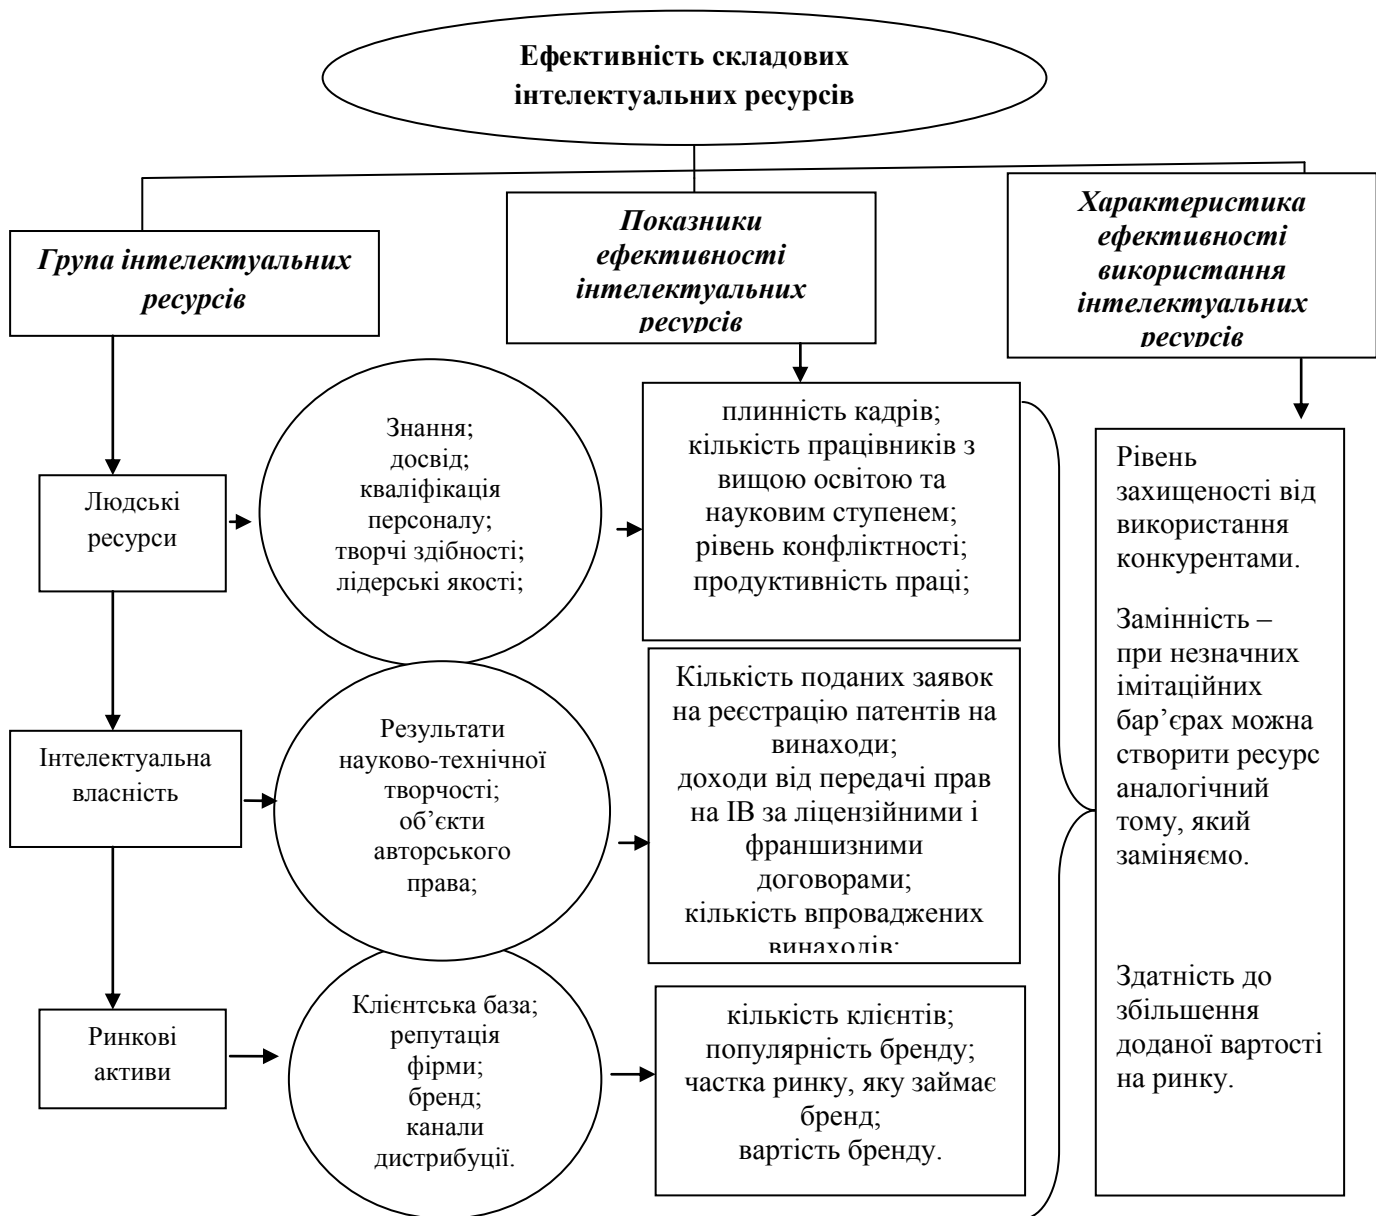 Ефективність складових
інтелектуальних ресурсів
Група інтелектуальних
ресурсів
Показники
ефективності
інтелектуальних
ресурсів
Характеристика
ефективності
використання
інтелектуальних
ресурсів
Людські
ресурси
Знання;
досвід;
кваліфікація
персоналу;
творчі здібності;
лідерські якості;
плинність кадрів;
кількість працівників з
вищою освітою та
науковим ступенем;
рівень конфліктності;
продуктивність праці;
Інтелектуальна
власність
Результати
науково-технічної
творчості;
об’єкти
авторського
права;
Кількість поданих заявок
на реєстрацію патентів на
винаходи;
доходи від передачі прав
на ІВ за ліцензійними і
франшизними
договорами;
кількість впроваджених
винаходів;
Ринкові
активи
Клієнтська база;
репутація
фірми;
бренд;
канали
дистрибуції.
кількість клієнтів;
популярність бренду;
частка ринку, яку займає
бренд;
вартість бренду.
Рівень
захищеності від
використання
конкурентами.
Замінність –
при незначних
імітаційних
бар’єрах можна
створити ресурс
аналогічний
тому, який
заміняємо.
Здатність до
збільшення
доданої вартості
на ринку.